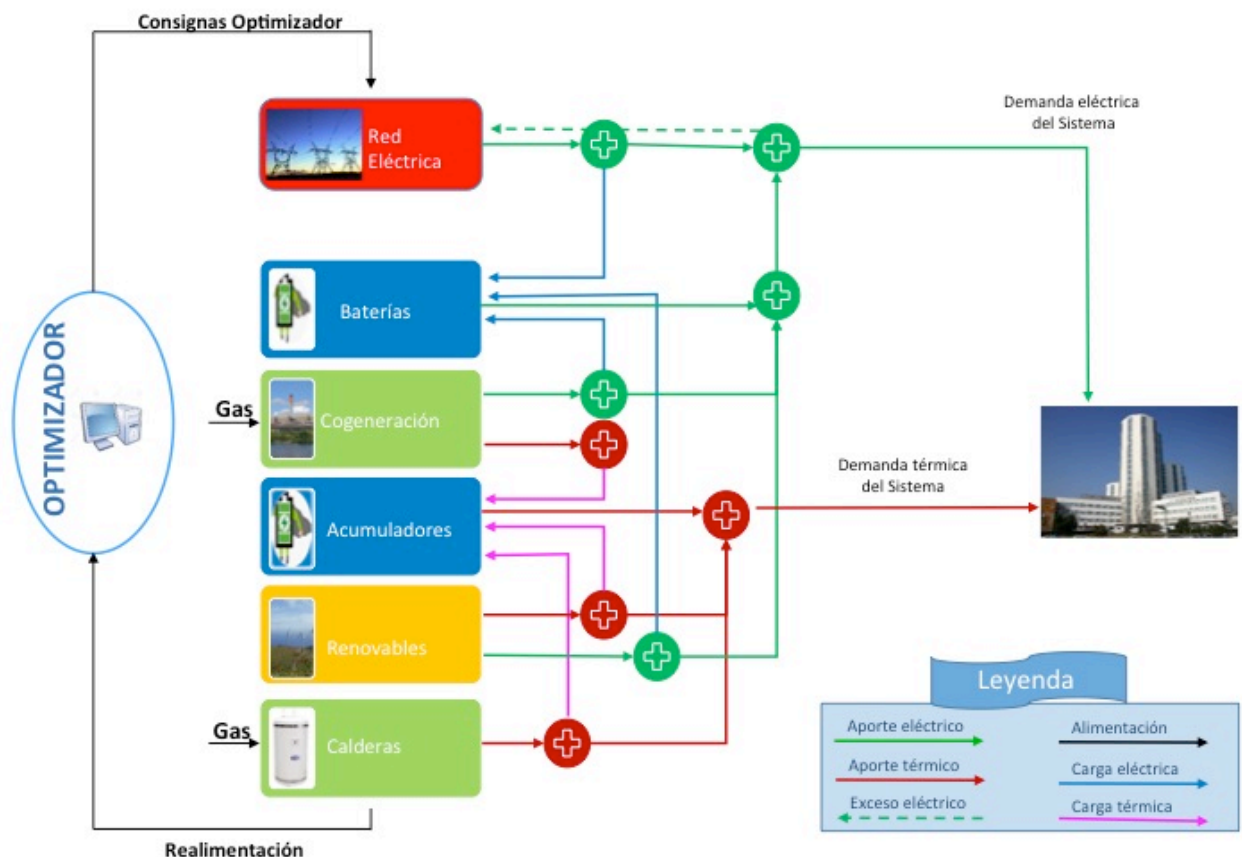 Consignas Optimizador
Red
Eléctrica
Demanda eléctrica
del Sistema
Baterías
OPTIMIZADOR
Gas
Cogeneración
Demanda térmica
del Sistema
Acumuladores
Renovables
Gas
Calderas
Leyenda
Aporte eléctrico
Alimentación
Aporte térmico
Carga eléctrica
Exceso eléctrico
Carga térmica
Realimentación